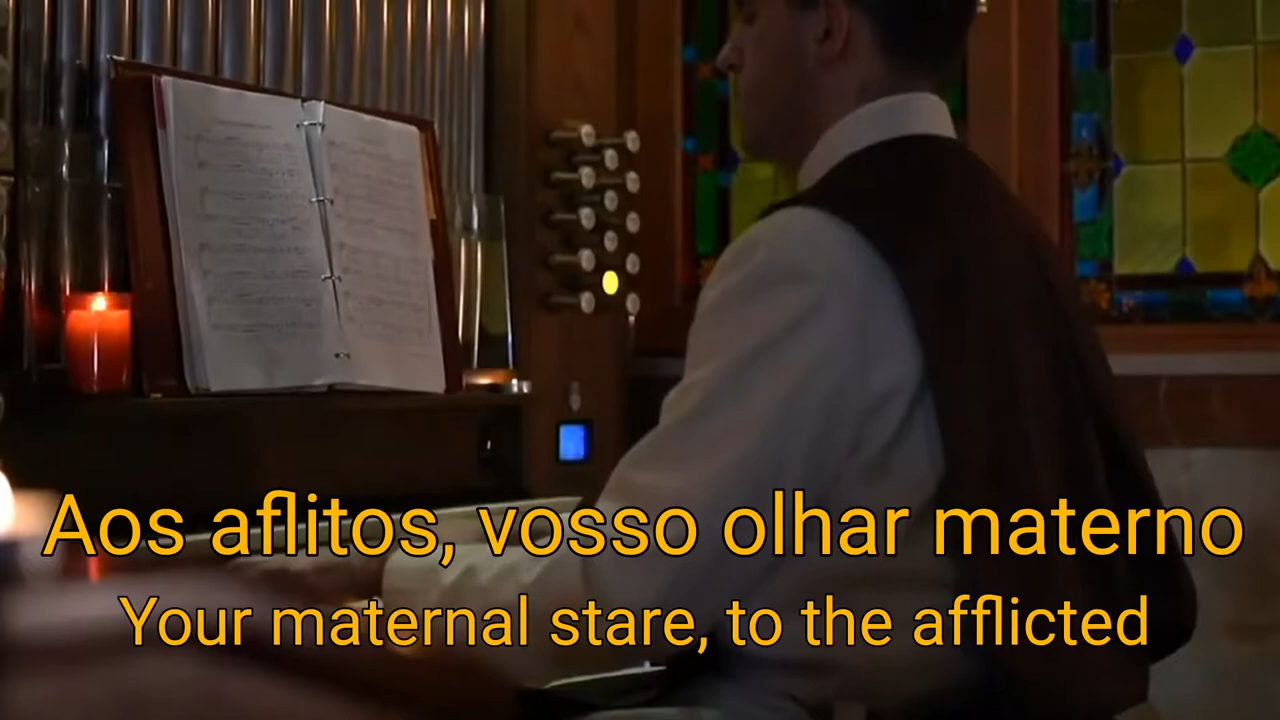 Aos aflitos, vosso olhar materno
Your maternal stare, to the afflicted